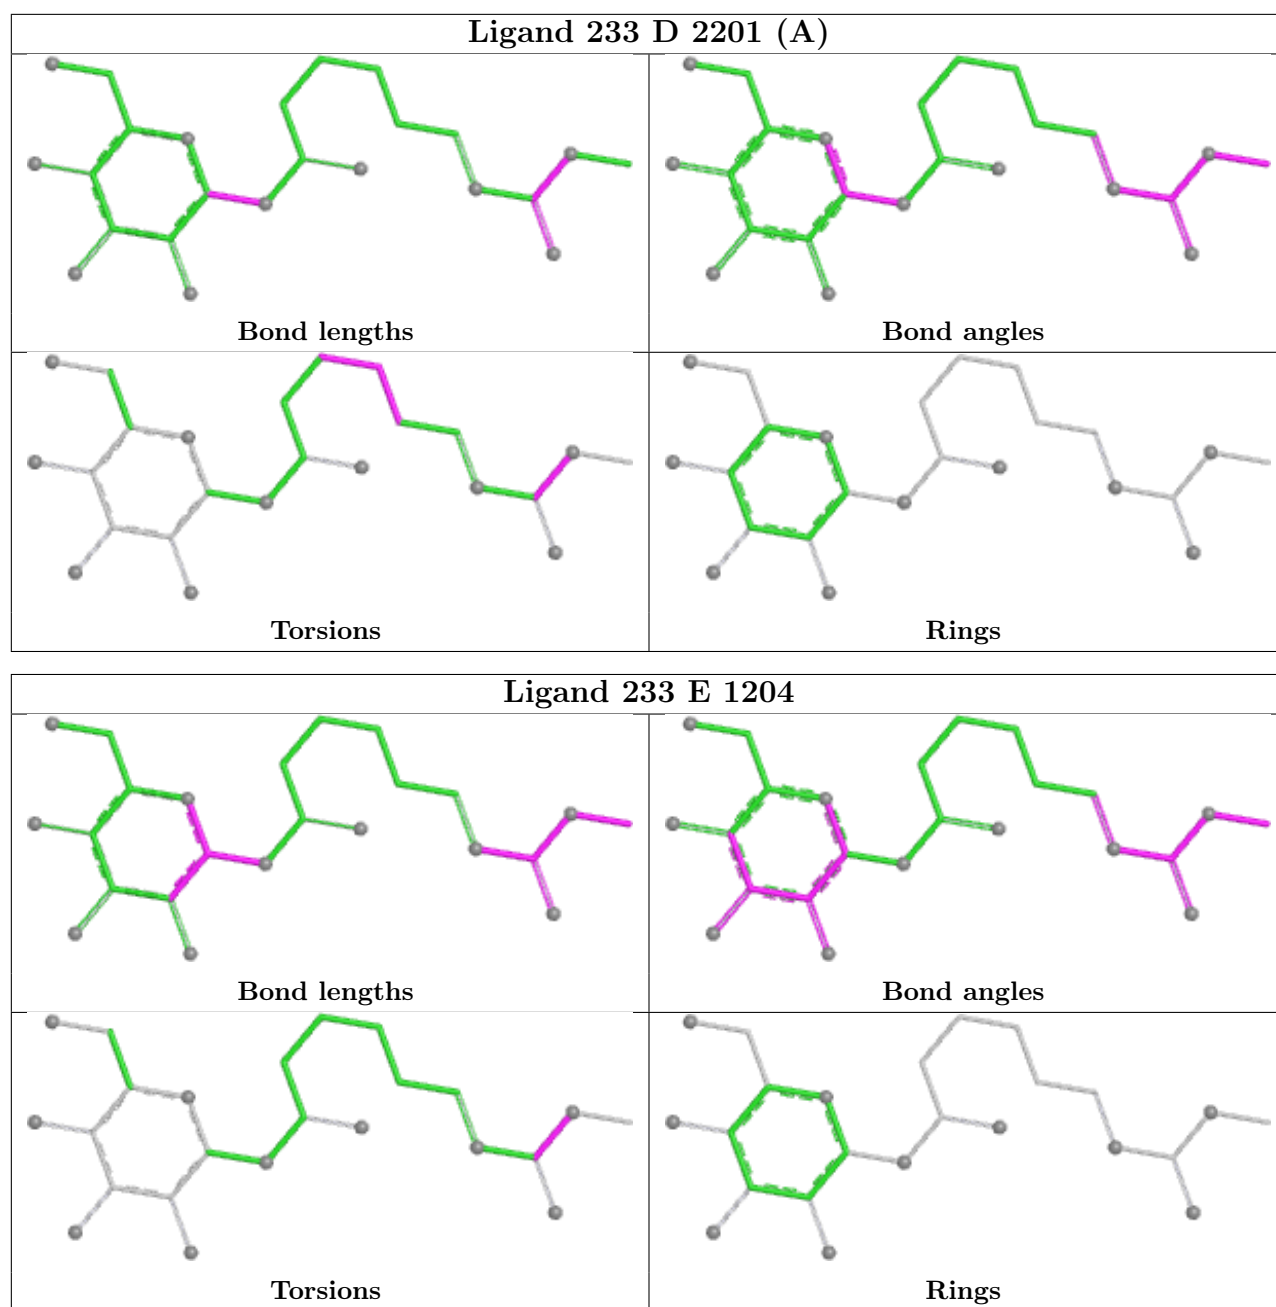 Ligand 233 D 2201 (A)
Bond lengths
Bond angles
Torsions
Rings
Ligand 233 E 1204
Bond lengths
Bond angles
Torsions
Rings